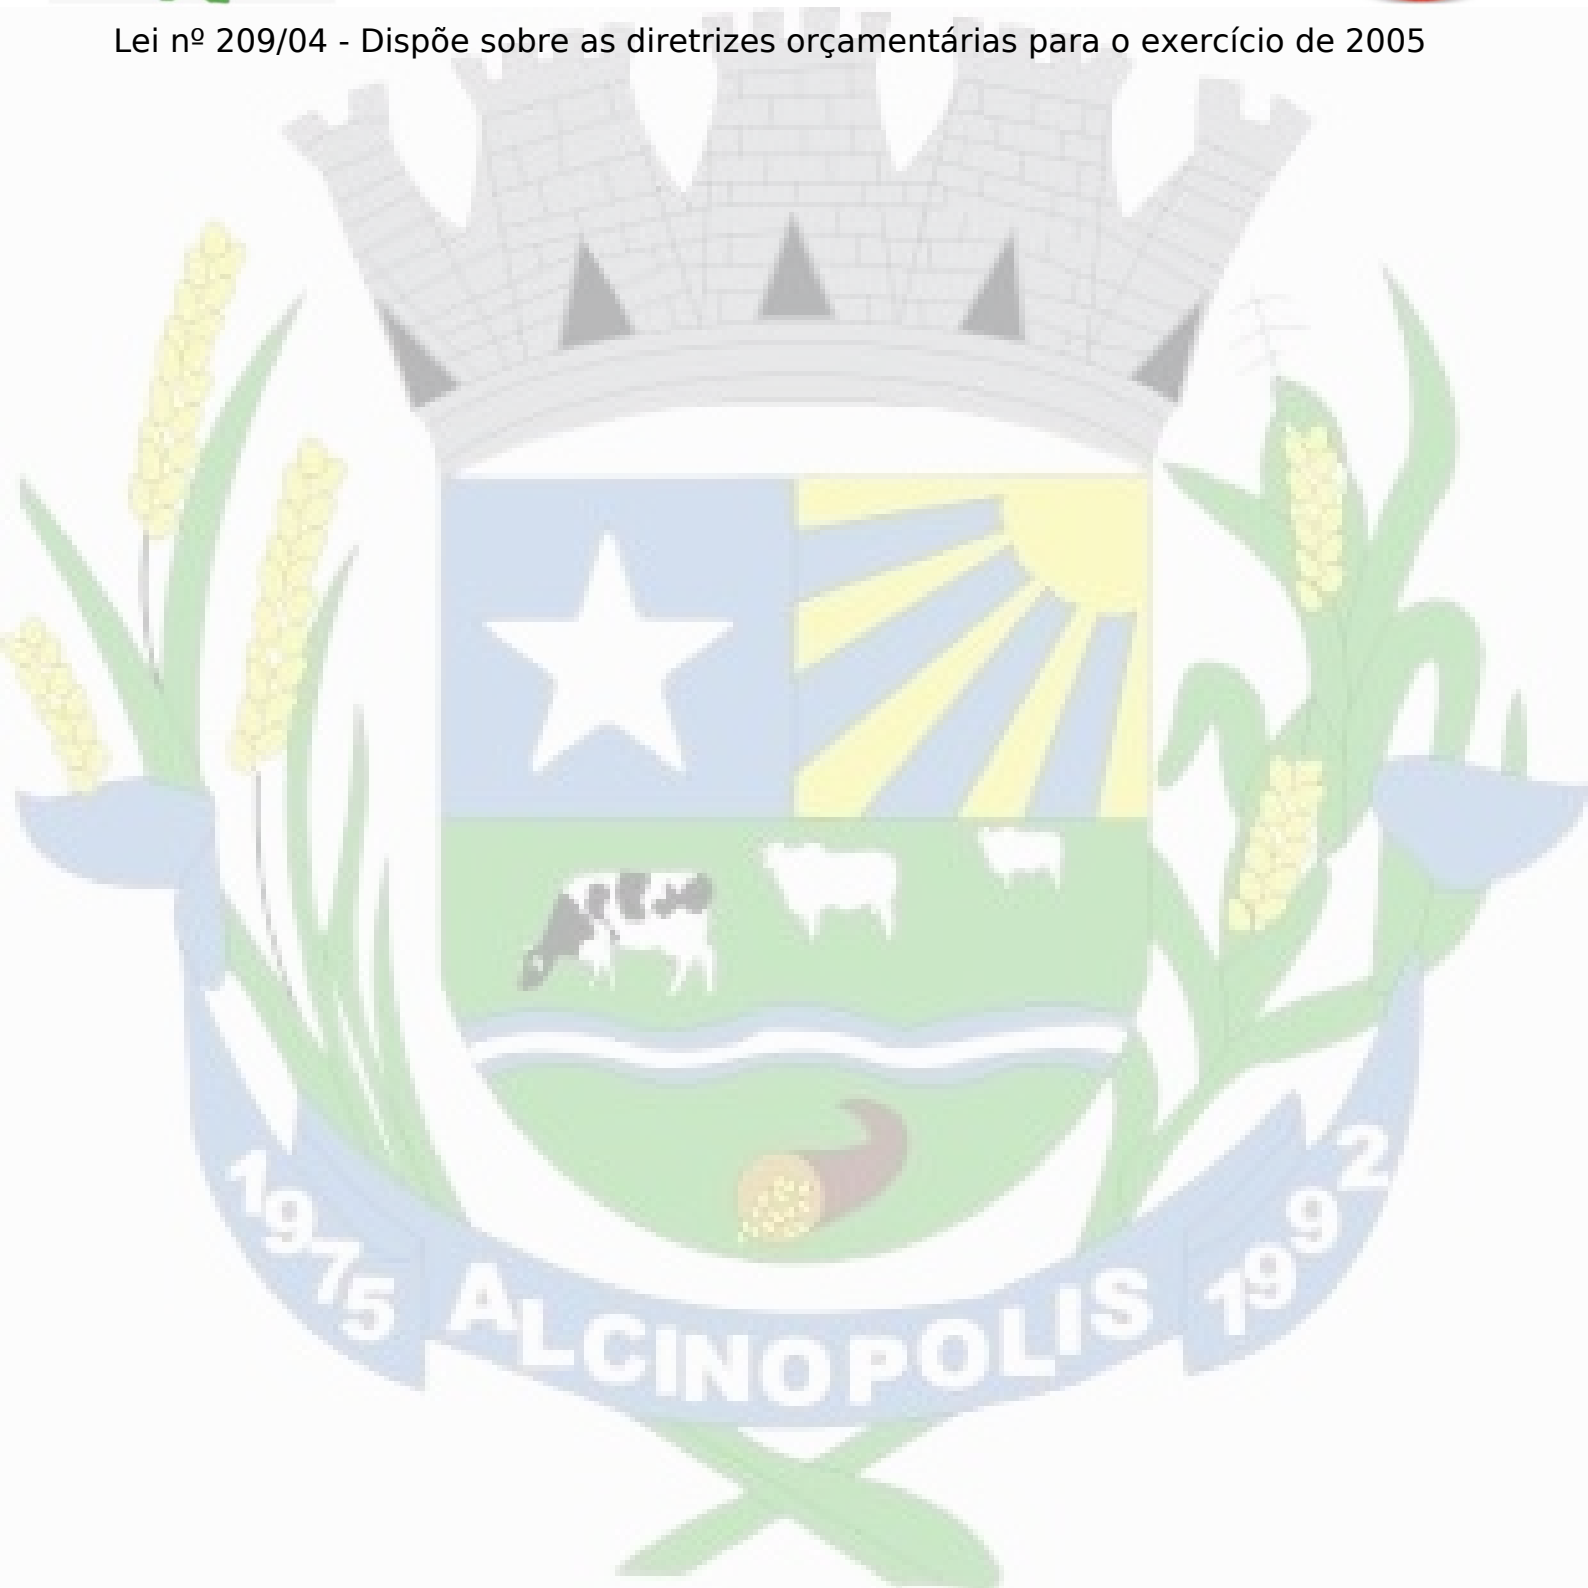 Lei nº 209/04 - Dispõe sobre as diretrizes orçamentárias para o exercício de 2005
1975 ALCINOPOLIS 1992